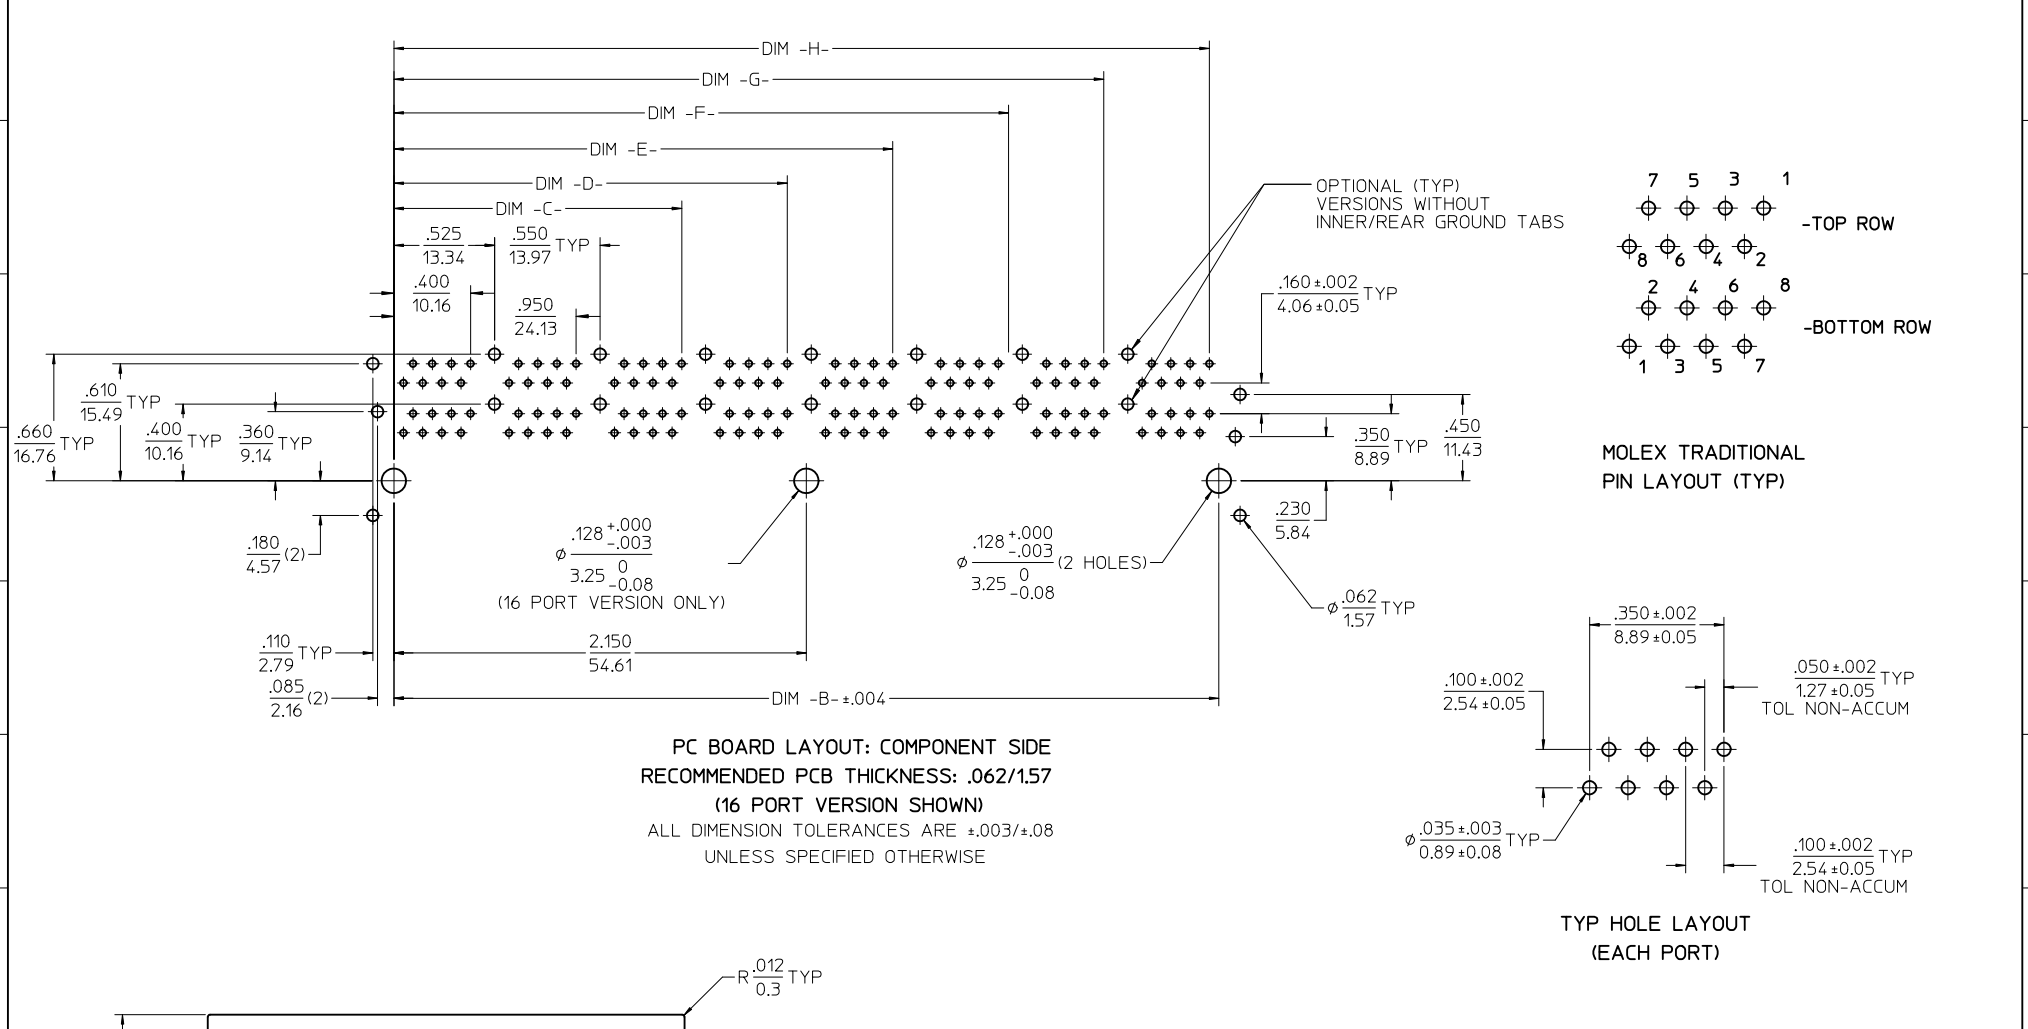 DIM -H-
DIM -G-
DIM -F-
DIM -E-
DIM -D-
DIM -C-
.525
13.34
.550
13.97
TYP
.400
10.16
.950
24.13
OPTIONAL (TYP)
VERSIONS WITHOUT
INNER/REAR GROUND TABS
.160±.002
4.06±0.05
TYP
7 5 3 1
-TOP ROW
8 6 4 2
2 4 6 8
-BOTTOM ROW
1 3 5 7
MOLEX TRADITIONAL
PIN LAYOUT (TYP)
.660
16.76
TYP
.610
15.49
TYP
.400
10.16
TYP
.360
9.14
TYP
.350
8.89
TYP
.450
11.43
.180
4.57
(2)
.230
5.84
ø .128 +.000
-.003
3.25 0
-0.08
(16 PORT VERSION ONLY)
ø .128 +.000
-.003
(2 HOLES)
3.25 0
-0.08
ø .062
1.57
TYP
.110
2.79
TYP
.085
2.16
(2)
2.150
54.61
DIM -B-±.004
PC BOARD LAYOUT: COMPONENT SIDE
RECOMMENDED PCB THICKNESS: .062/1.57
(16 PORT VERSION SHOWN)
ALL DIMENSION TOLERANCES ARE ±.003/±.08
UNLESS SPECIFIED OTHERWISE
.350±.002
8.89±0.05
.100±.002
2.54±0.05
.050±.002
1.27±0.05
TYP
TOL NON-ACCUM
ø .035±.003
0.89±0.08
TYP
.100±.002
2.54±0.05
TYP
TOL NON-ACCUM
TYP HOLE LAYOUT
(EACH PORT)
R .012
0.3
TYP